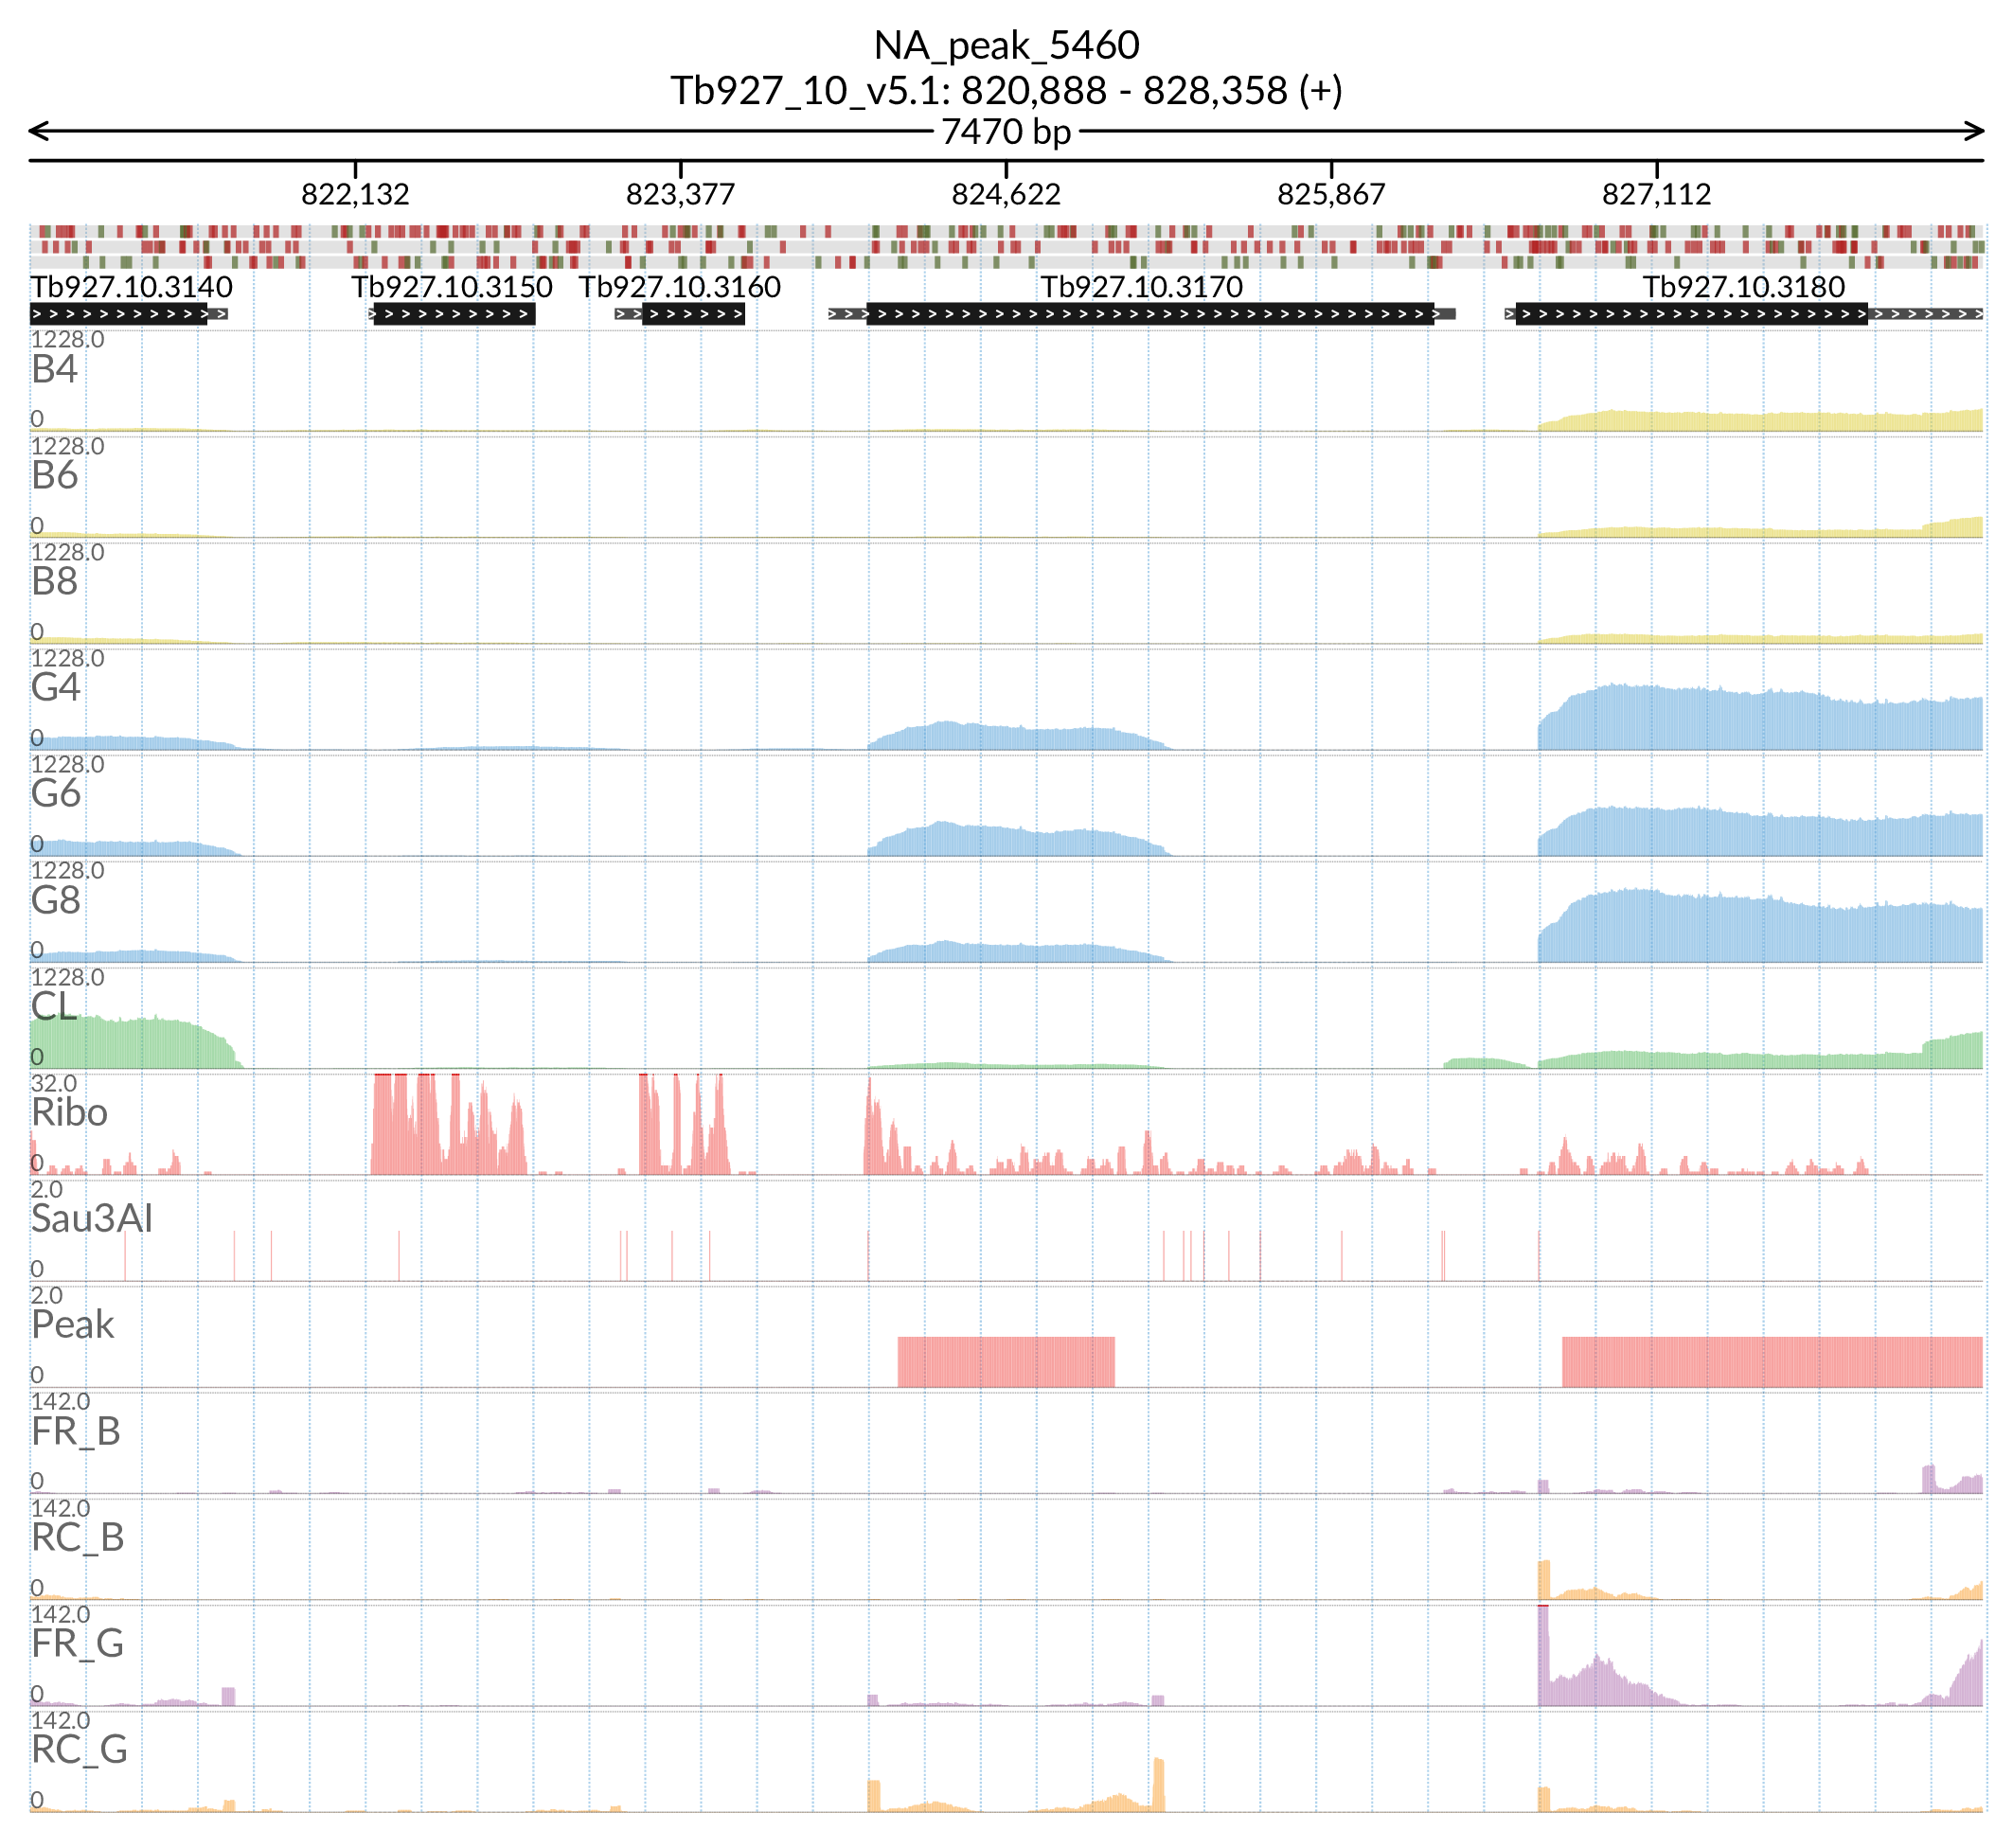 NA_peak_5460
Tb927_10_v5.1: 820,888 - 828,358 (+)
7470 bp
822,132 823,377 824,622 825,867 827,112
Tb927.10.3140 Tb927.10.3150 Tb927.10.3160 Tb927.10.3170 Tb927.10.3180
1228.0
B4
0
1228.0
B6
0
1228.0
B8
0
1228.0
G4
0
1228.0
G6
0
1228.0
G8
0
1228.0
CL
0
32.0
Ribo
0
2.0
Sau3AI
0
2.0
Peak
0
142.0
FR_B
0
142.0
RC_B
0
142.0
FR_G
0
142.0
RC_G
0